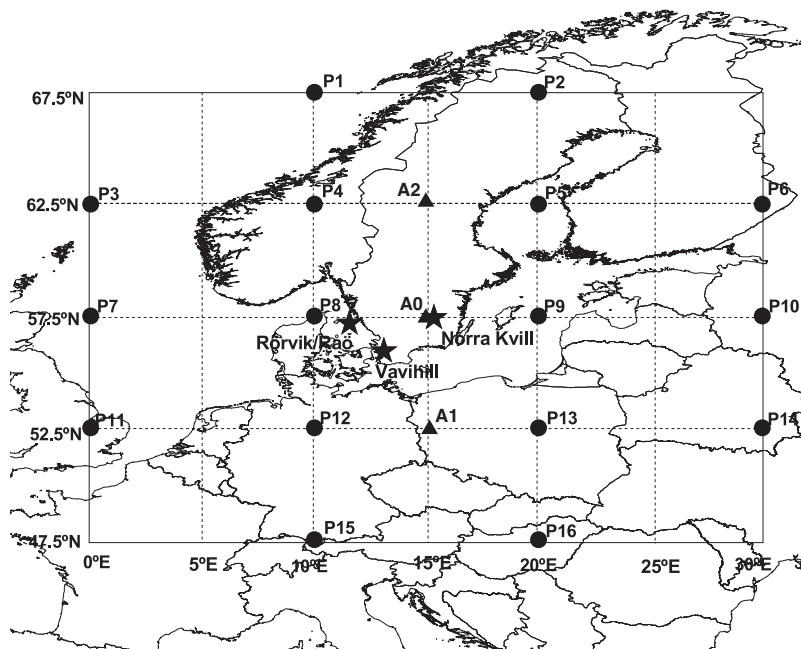 P1
P2
67.5ºN
A2
P3
P4
P5
P6
62.5ºN
P7
P8
A0
P9
P10
57.5ºN
Rörvik/Råö
Norra Kvill
Vavihill
P11
P12
A1
P13
P14
52.5ºN
P15
P16
47.5ºN
0ºE
5ºE
10ºE
15ºE
20ºE
25ºE
30ºE